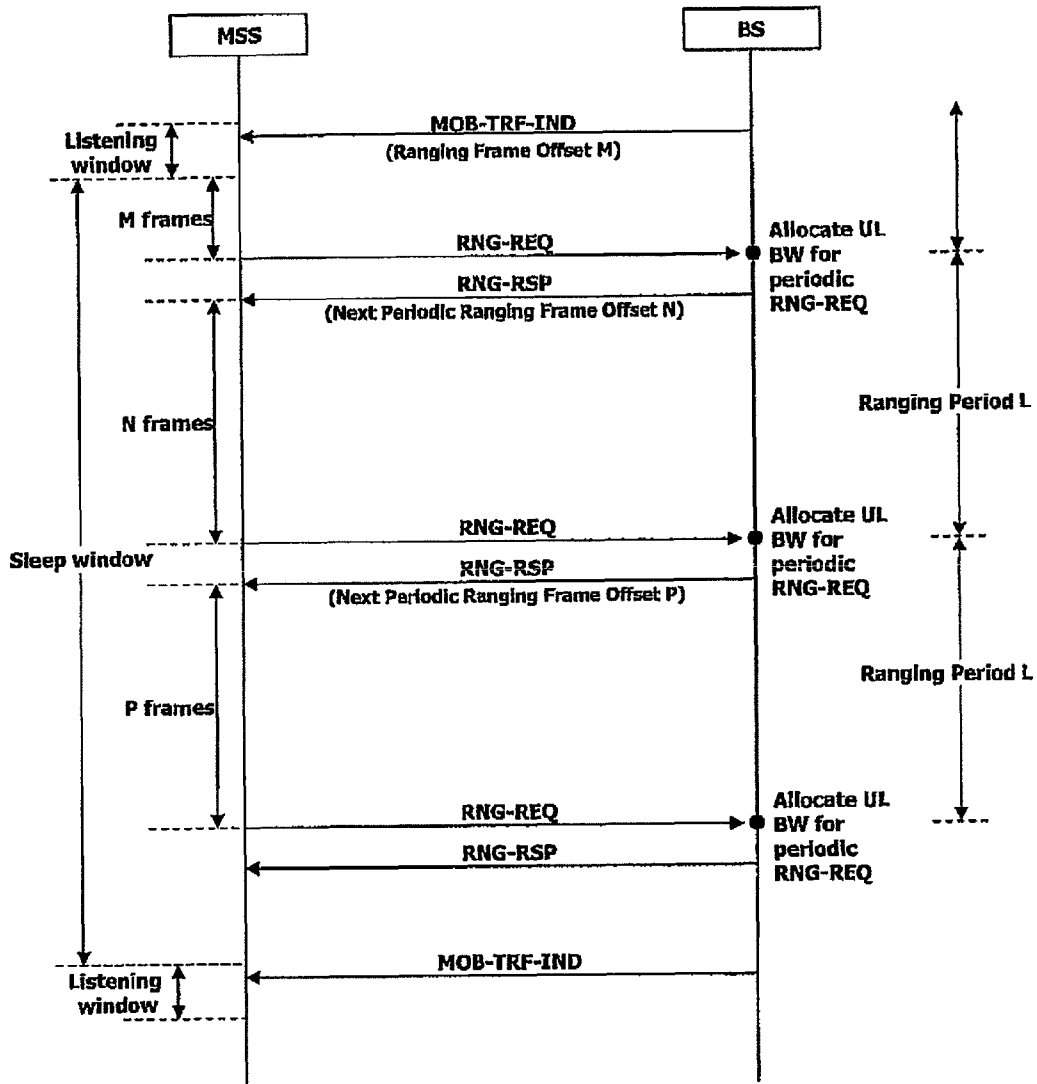 MSS
BS
MOB-TRF-IND
(Ranging Frame Offset M)
Listening
window
M frames
RNG-REQ
Allocate UL
BW for
periodic
RNG-REQ
RNG-RSP
(Next Periodic Ranging Frame Offset N)
N frames
Ranging Period L
RNG-REQ
Allocate UL
BW for
periodic
RNG-REQ
Sleep window
RNG-RSP
(Next Periodic Ranging Frame Offset P)
Ranging Period L
P frames
RNG-REQ
Allocate UL
BW for
periodic
RNG-REQ
RNG-RSP
MOB-TRF-IND
Listening
window